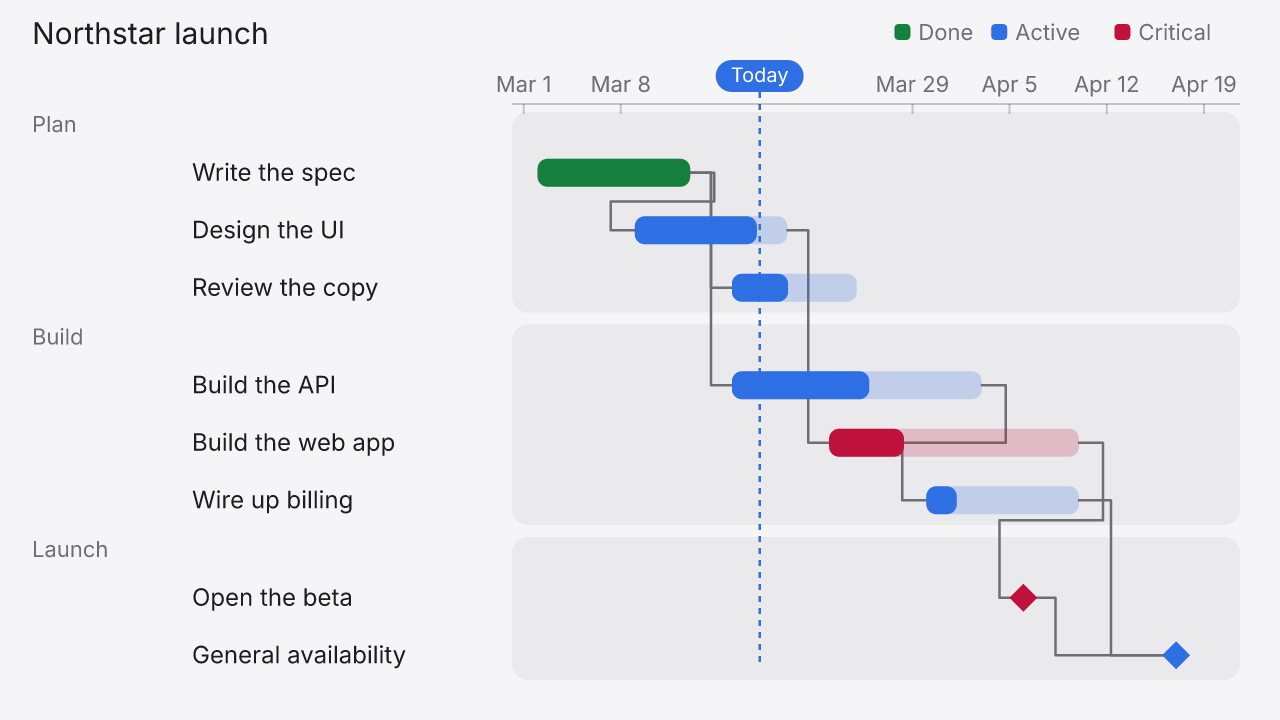 Northstar launch
Done Active Critical
Today
Mar 1 Mar 8 Mar 29 Apr 5 Apr 12 Apr 19
Plan
Write the spec
Design the UI
Review the copy
Build
Build the API
Build the web app
Wire up billing
Launch
Open the beta
General availability